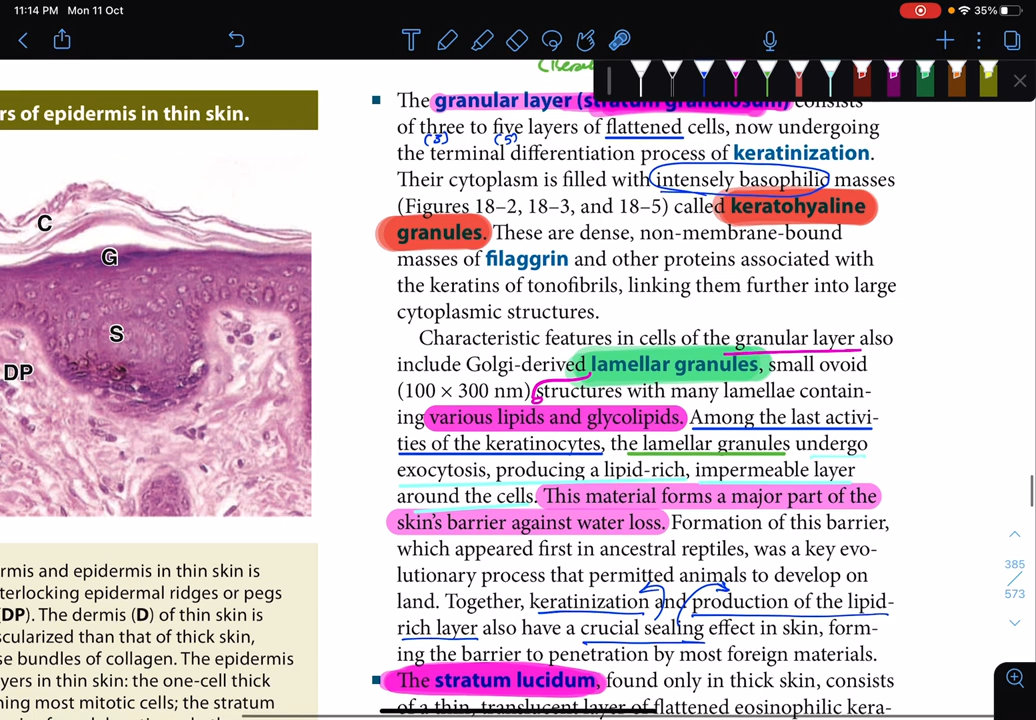 11:14 PM Mon 11 Oct
35%
T
rs of epidermis in thin skin.
C
G
S
DP
rmis and epidermis in thin skin is
terlocking epidermal ridges or pegs
DP). The dermis (D) of thin skin is
scularized than that of thick skin,
se bundles of collagen. The epidermis
yers in thin skin: the one-cell thick
ning most mitotic cells; the stratum
The granular layer (stratum granulosum) consists
of three to five layers of flattened cells, now undergoing
(3) (5)
the terminal differentiation process of keratinization.
Their cytoplasm is filled with intensely basophilic masses
(Figures 18–2, 18–3, and 18–5) called keratohyaline
granules. These are dense, non-membrane-bound
masses of filaggrin and other proteins associated with
the keratins of tonofibrils, linking them further into large
cytoplasmic structures.
Characteristic features in cells of the granular layer also
include Golgi-derived lamellar granules, small ovoid
(100 × 300 nm) structures with many lamellae contain-
ing various lipids and glycolipids. Among the last activi-
ties of the keratinocytes, the lamellar granules undergo
exocytosis, producing a lipid-rich, impermeable layer
around the cells. This material forms a major part of the
skin's barrier against water loss. Formation of this barrier,
which appeared first in ancestral reptiles, was a key evo-
lutionary process that permitted animals to develop on
land. Together, keratinization and production of the lipid-
rich layer also have a crucial sealing effect in skin, form-
ing the barrier to penetration by most foreign materials.
The stratum lucidum, found only in thick skin, consists
of a thin, translucent layer of flattened eosinophilic kera-
385
573